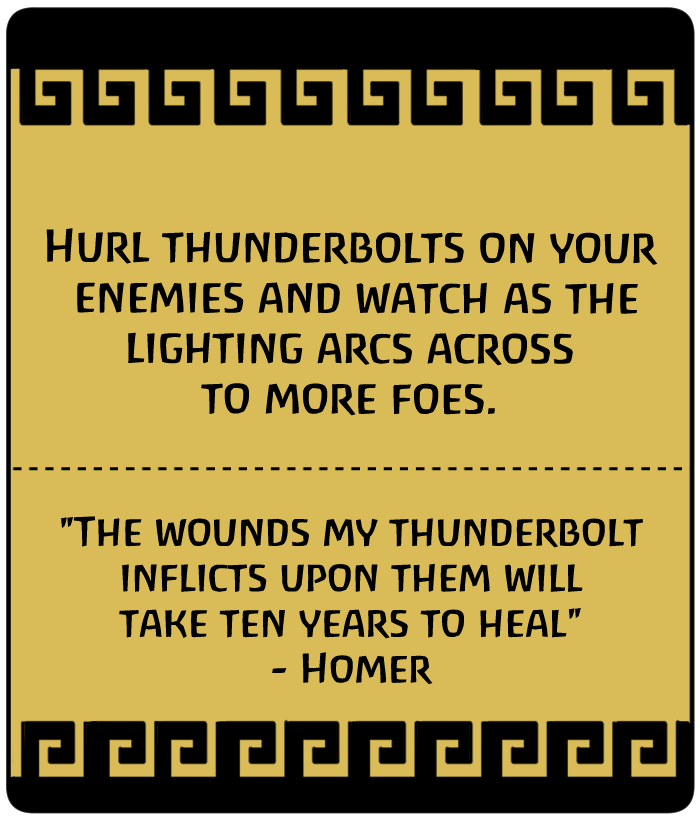 Hurl thunderbolts on your
enemies and watch as the
lighting arcs across
to more foes.
"The wounds my thunderbolt
inflicts upon them will
take ten years to heal"
- Homer